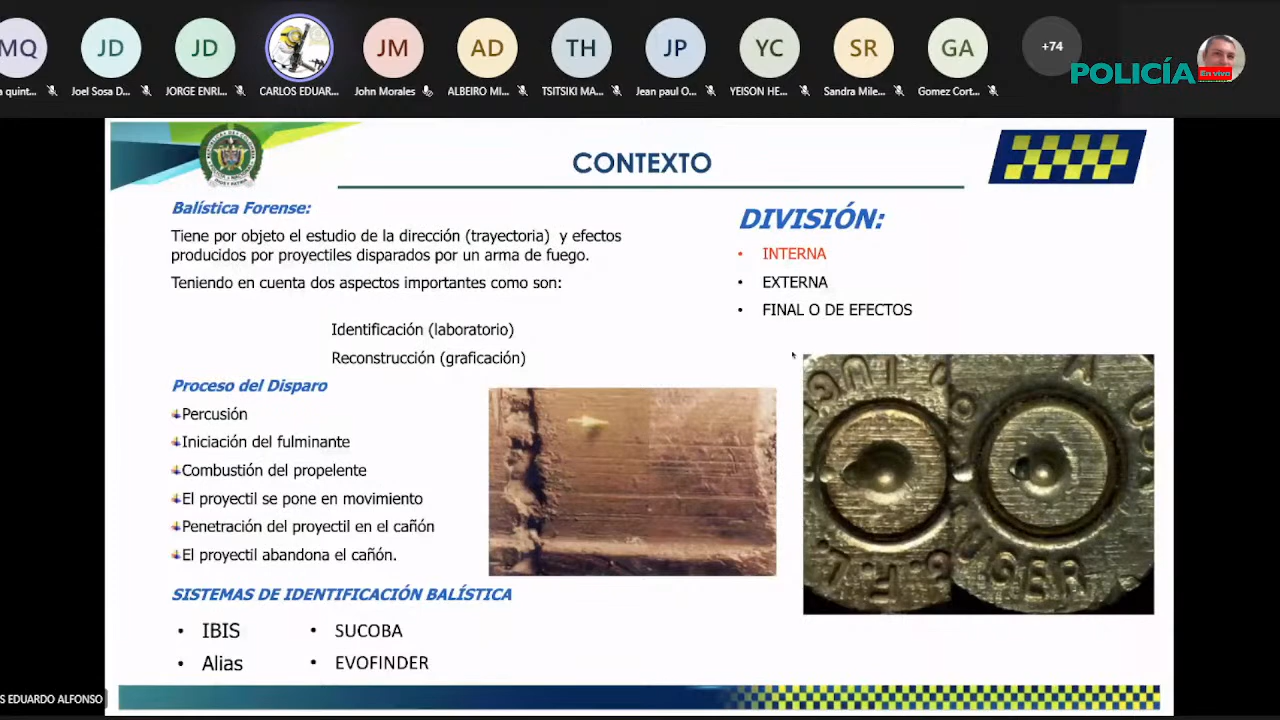 MQ
JD
JD
JM
AD
TH
JP
YC
SR
GA
+74
a quint...
Joel Sosa D...
JORGE ENRI...
CARLOS EDUAR...
John Morales
ALBEIRO MI...
TSITSIKI MA...
Jean paul O...
YEISON HE...
Sandra Mile...
Gomez Cort...
POLICÍA
En vivo
CONTEXTO
Balística Forense:
Tiene por objeto el estudio de la dirección (trayectoria) y efectos
producidos por proyectiles disparados por un arma de fuego.
Teniendo en cuenta dos aspectos importantes como son:
Identificación (laboratorio)
Reconstrucción (graficación)
Proceso del Disparo
Percusión
Iniciación del fulminante
Combustión del propelente
El proyectil se pone en movimiento
Penetración del proyectil en el cañón
El proyectil abandona el cañón.
SISTEMAS DE IDENTIFICACIÓN BALÍSTICA
• IBIS
• Alias
• SUCOBA
• EVOFINDER
DIVISIÓN:
• INTERNA
• EXTERNA
• FINAL O DE EFECTOS
S EDUARDO ALFONSO